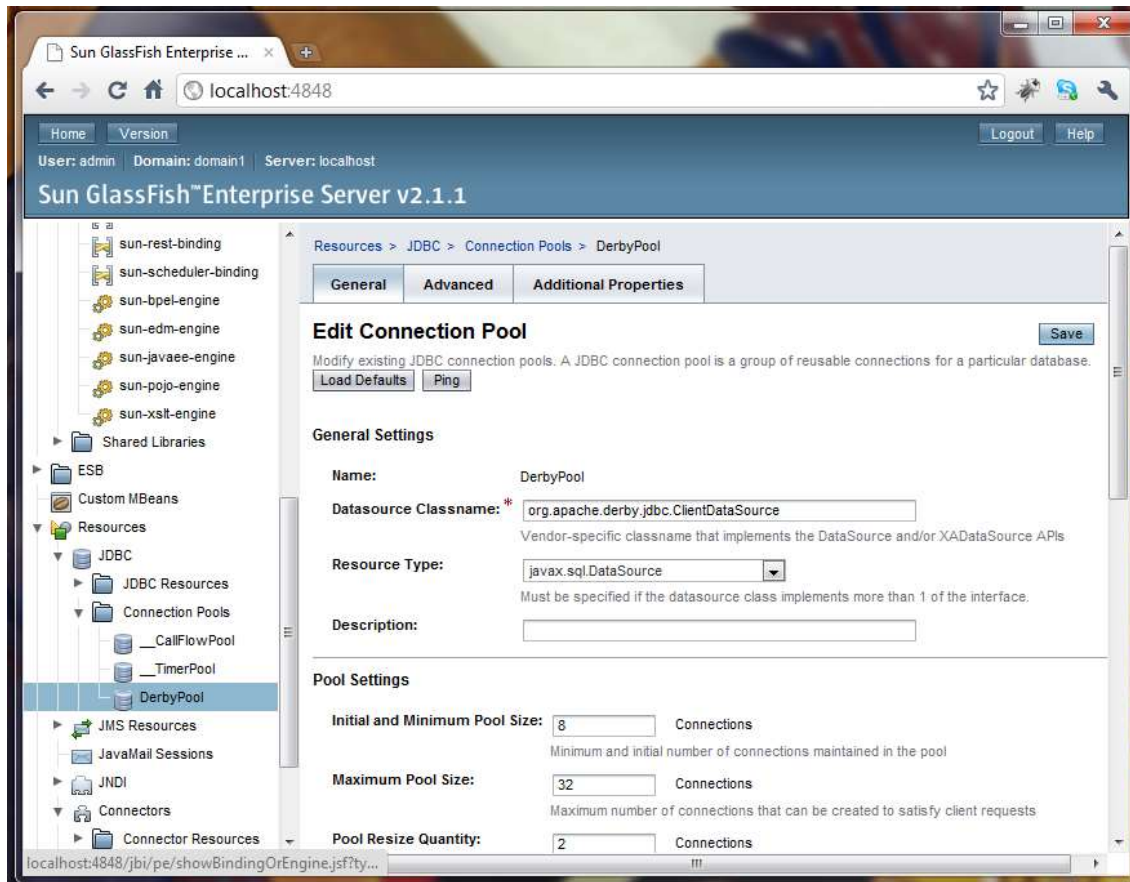 Sun GlassFish Enterprise ...
localhost:4848
Home Version Logout Help
User: admin Domain: domain1 Server: localhost
Sun GlassFish™Enterprise Server v2.1.1
sun-rest-binding
sun-scheduler-binding
sun-bpel-engine
sun-edm-engine
sun-javaee-engine
sun-pojo-engine
sun-xslt-engine
Shared Libraries
ESB
Custom MBeans
Resources
JDBC
JDBC Resources
Connection Pools
__CallFlowPool
__TimerPool
DerbyPool
JMS Resources
JavaMail Sessions
JNDI
Connectors
Connector Resources
localhost:4848/jbi/pe/showBindingOrEngine.jsf?ty...
Resources > JDBC > Connection Pools > DerbyPool
General Advanced Additional Properties
Edit Connection Pool Save
Modify existing JDBC connection pools. A JDBC connection pool is a group of reusable connections for a particular database.
Load Defaults Ping
General Settings
Name: DerbyPool
Datasource Classname: * org.apache.derby.jdbc.ClientDataSource
Vendor-specific classname that implements the DataSource and/or XADataSource APIs
Resource Type: javax.sql.DataSource
Must be specified if the datasource class implements more than 1 of the interface.
Description:
Pool Settings
Initial and Minimum Pool Size: 8 Connections
Minimum and initial number of connections maintained in the pool
Maximum Pool Size: 32 Connections
Maximum number of connections that can be created to satisfy client requests
Pool Resize Quantity: 2 Connections